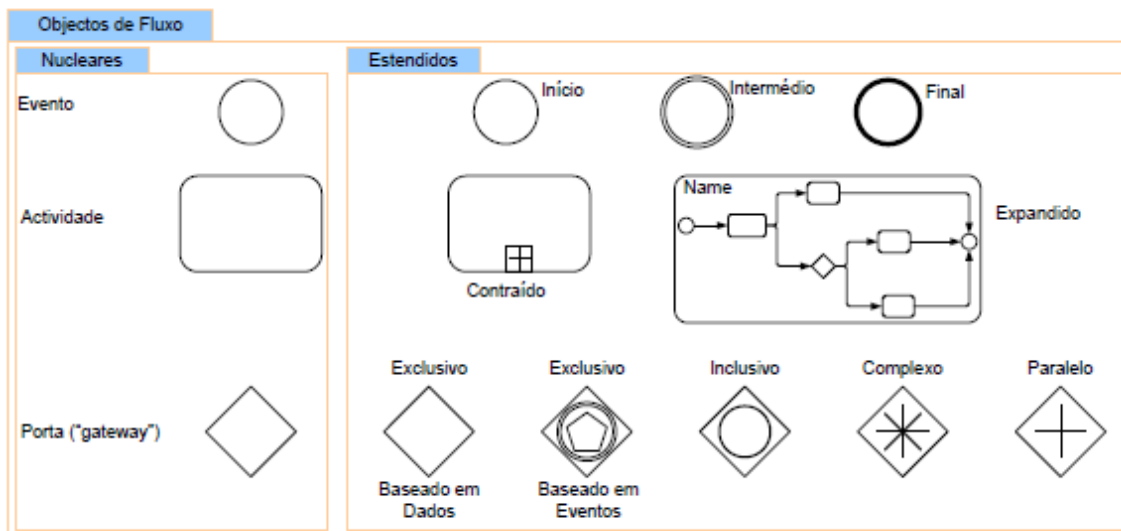 Objectos de Fluxo
Nucleares
Estendidos
Evento
Início
Intermédio
Final
Actividade
Contraído
Name
Expandido
Porta ("gateway")
Exclusivo
Exclusivo
Inclusivo
Complexo
Paralelo
Baseado em
Dados
Baseado em
Eventos